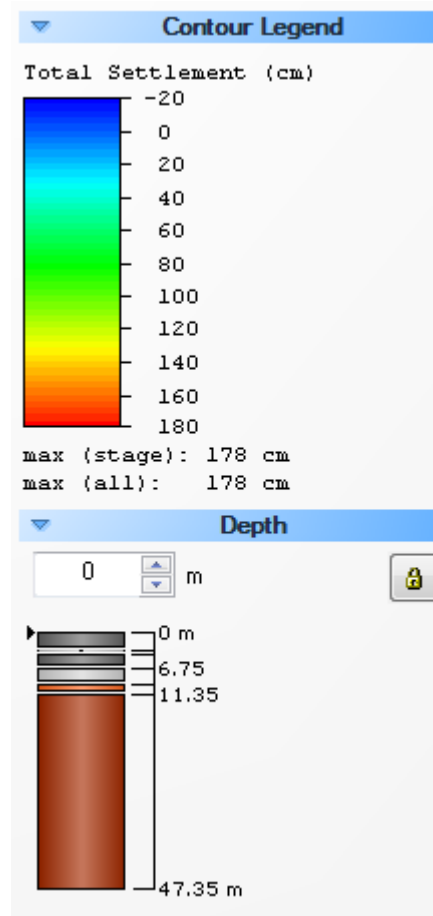 Contour Legend
Total Settlement (cm)
-20
0
20
40
60
80
100
120
140
160
180
max (stage): 178 cm
max (all): 178 cm
Depth
0 m
0 m
6.75
11.35
47.35 m